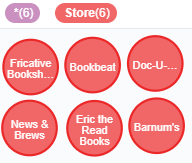 *(6) Store(6)
Fricative
Booksh...
Bookbeat
Doc-U-...
News &
Brews
Eric the
Read
Books
Barnum's